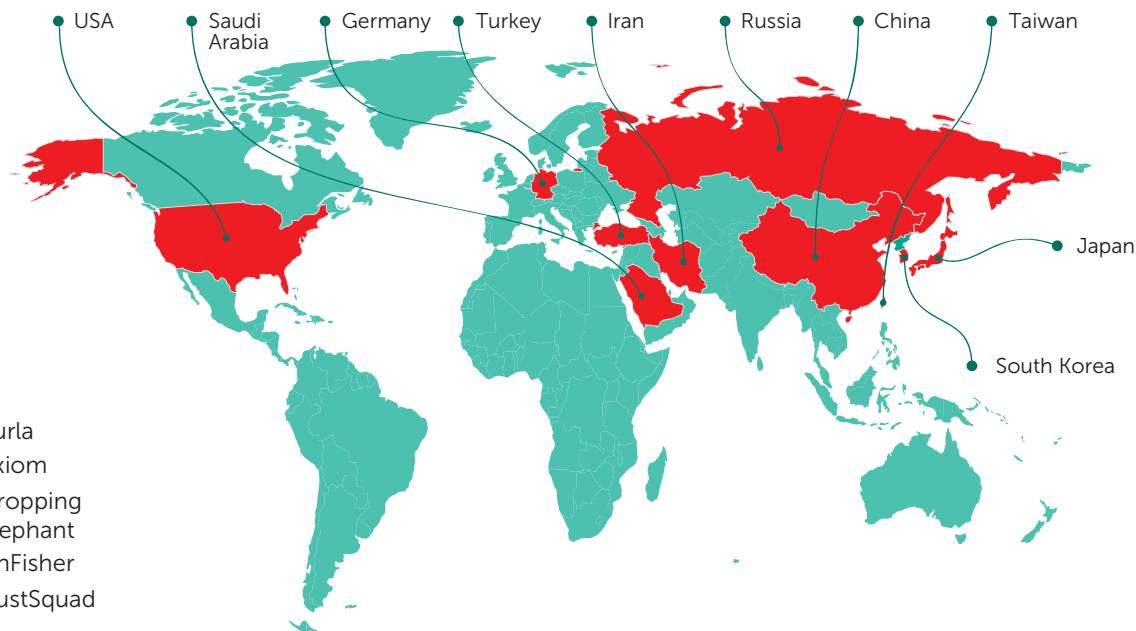 USA
Saudi
Arabia
Germany
Turkey
Iran
Russia
China
Taiwan
Japan
South Korea
urla
xiom
ropping
ephant
nFisher
ustSquad